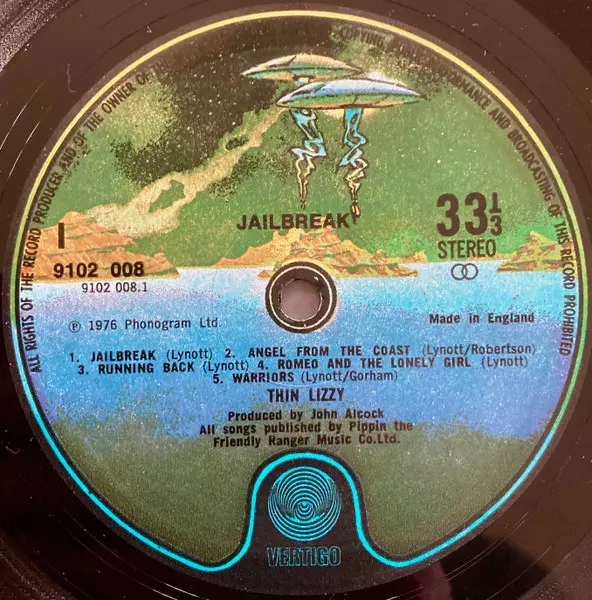 ALL RIGHTS OF THE RECORD PRODUCER AND OF THE OWNER OF THE
COPYING, PERFORMANCE AND BROADCASTING OF THIS RECORD PROHIBITED
JAILBREAK
I
33⅓
STEREO
9102 008
9102 008.1
℗ 1976 Phonogram Ltd.
Made in England
1. JAILBREAK (Lynott) 2. ANGEL FROM THE COAST (Lynott/Robertson)
3. RUNNING BACK (Lynott) 4. ROMEO AND THE LONELY GIRL (Lynott)
5. WARRIORS (Lynott/Gorham)
THIN LIZZY
Produced by John Alcock
All songs published by Pippin the
Friendly Ranger Music Co.Ltd.
VERTIGO